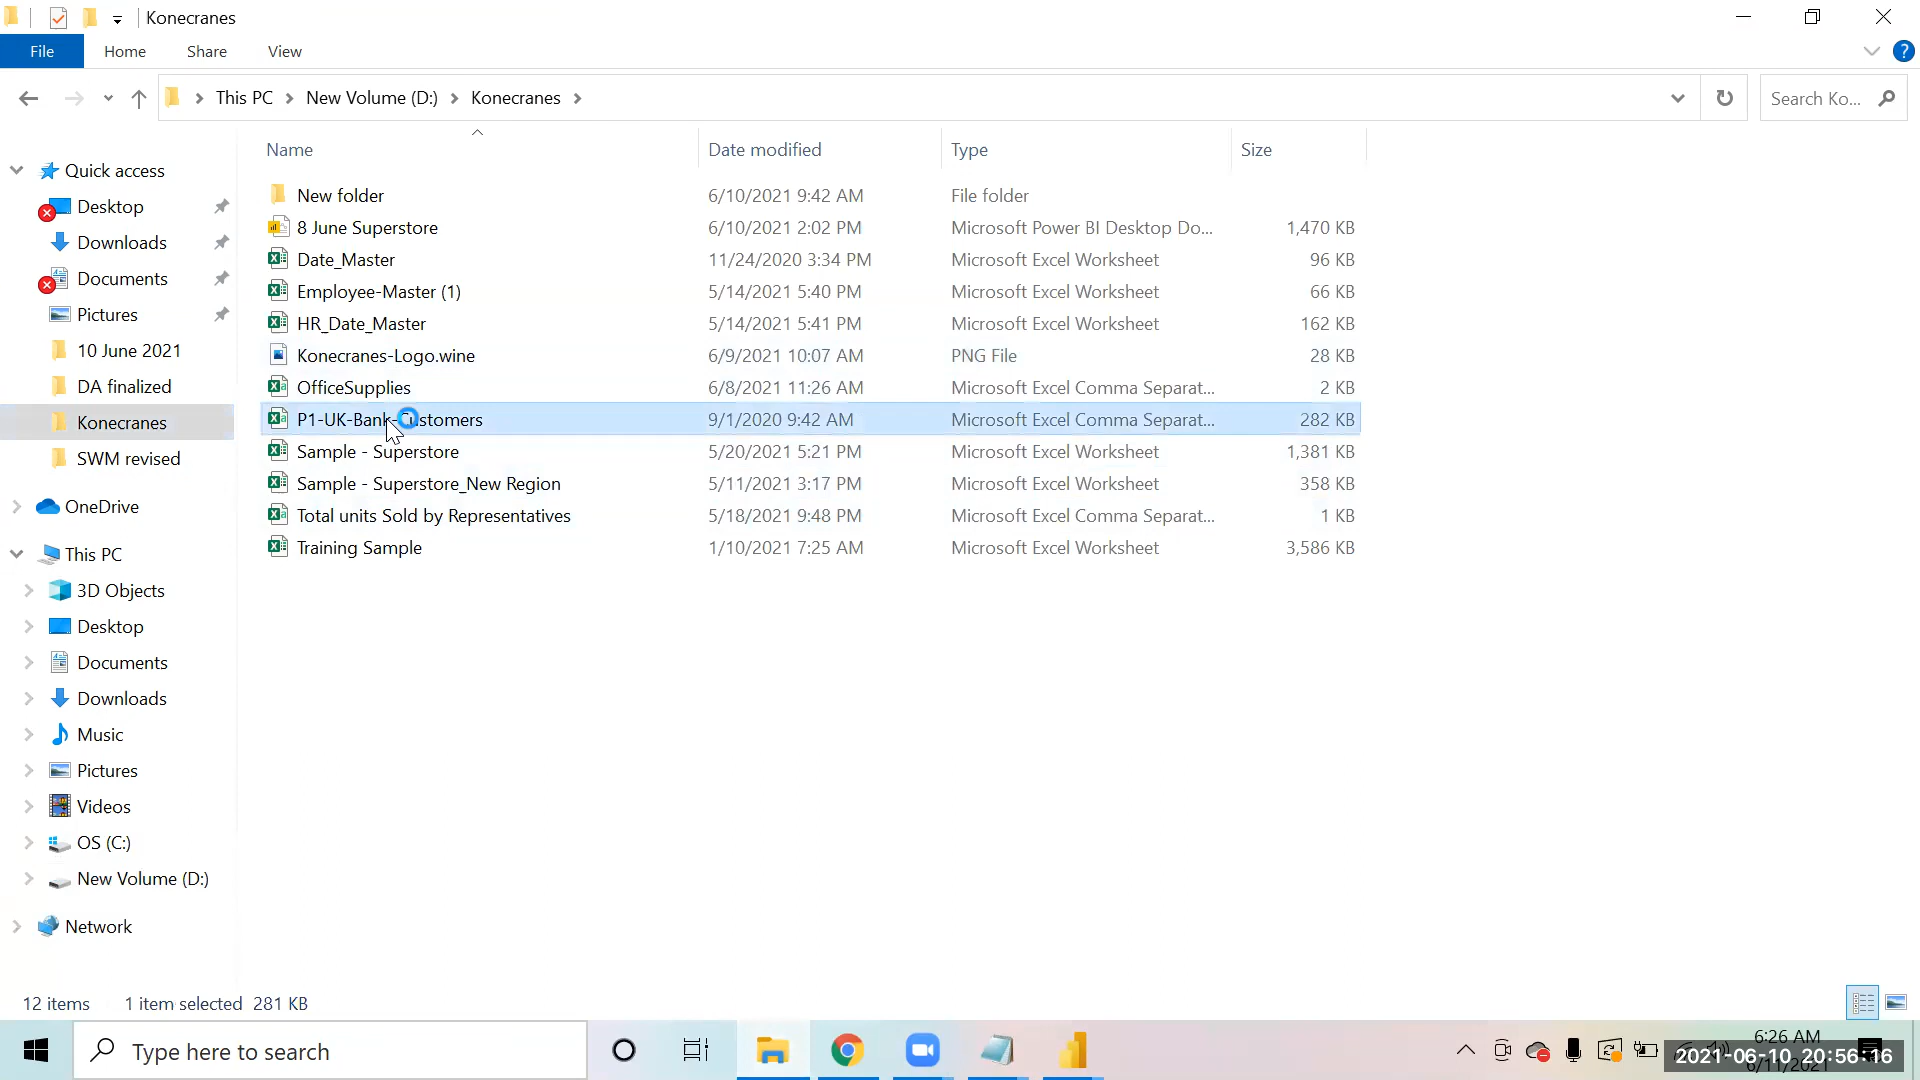 Konecranes
File Home Share View
This PC New Volume (D:) Konecranes
Search Ko...
Name Date modified Type Size
Quick access
Desktop
Downloads
Documents
Pictures
10 June 2021
DA finalized
Konecranes
SWM revised
OneDrive
This PC
3D Objects
Desktop
Documents
Downloads
Music
Pictures
Videos
OS (C:)
New Volume (D:)
Network
New folder 6/10/2021 9:42 AM File folder
8 June Superstore 6/10/2021 2:02 PM Microsoft Power BI Desktop Do... 1,470 KB
Date_Master 11/24/2020 3:34 PM Microsoft Excel Worksheet 96 KB
Employee-Master (1) 5/14/2021 5:40 PM Microsoft Excel Worksheet 66 KB
HR_Date_Master 5/14/2021 5:41 PM Microsoft Excel Worksheet 162 KB
Konecranes-Logo.wine 6/9/2021 10:07 AM PNG File 28 KB
OfficeSupplies 6/8/2021 11:26 AM Microsoft Excel Comma Separat... 2 KB
P1-UK-Bank-Customers 9/1/2020 9:42 AM Microsoft Excel Comma Separat... 282 KB
Sample - Superstore 5/20/2021 5:21 PM Microsoft Excel Worksheet 1,381 KB
Sample - Superstore_New Region 5/11/2021 3:17 PM Microsoft Excel Worksheet 358 KB
Total units Sold by Representatives 5/18/2021 9:48 PM Microsoft Excel Comma Separat... 1 KB
Training Sample 1/10/2021 7:25 AM Microsoft Excel Worksheet 3,586 KB
12 items 1 item selected 281 KB
Type here to search
6:26 AM
6/11/2021
2021-06-10 20:56:16